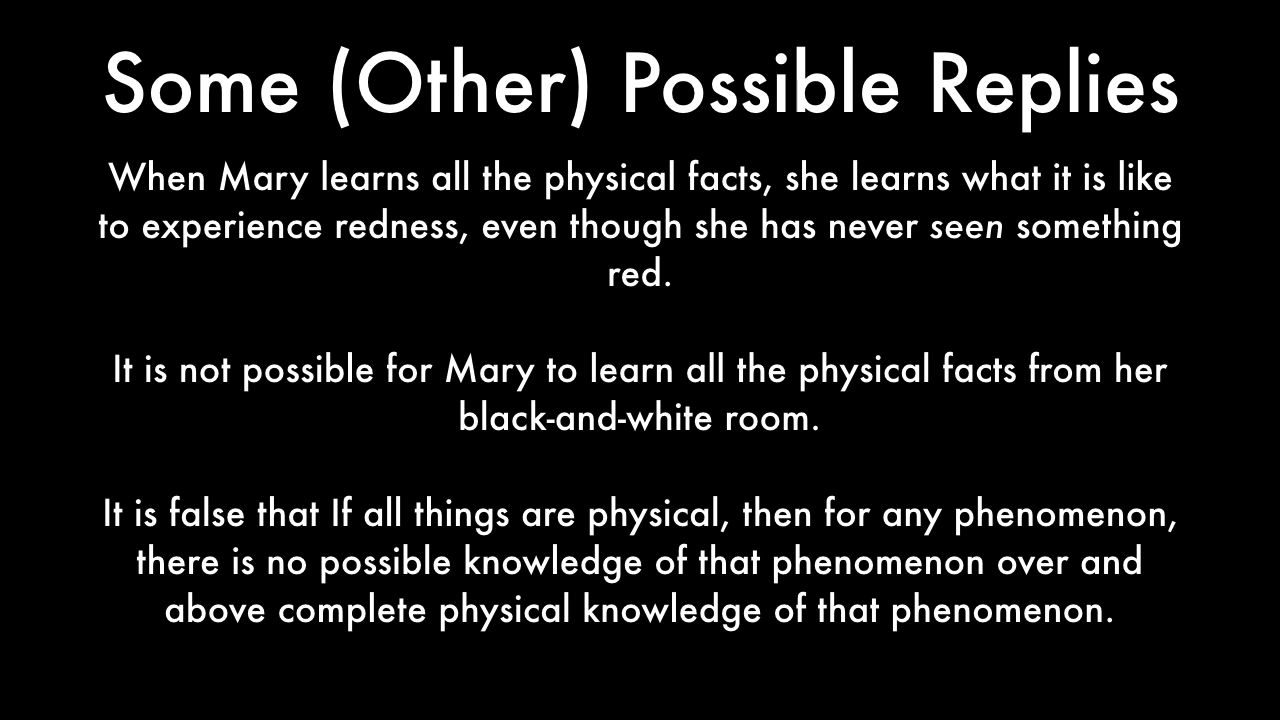 Some (Other) Possible Replies
When Mary learns all the physical facts, she learns what it is like
to experience redness, even though she has never seen something
red.
It is not possible for Mary to learn all the physical facts from her
black-and-white room.
It is false that If all things are physical, then for any phenomenon,
there is no possible knowledge of that phenomenon over and
above complete physical knowledge of that phenomenon.